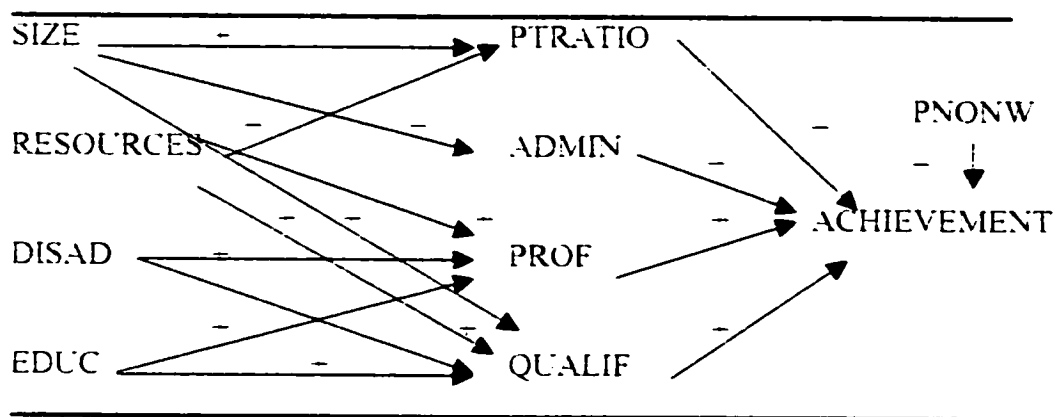 SIZE PTRATIO
PNONW
RESOURCES ADMIN
ACHIEVEMENT
DISAD PROF
EDUC QUALIF